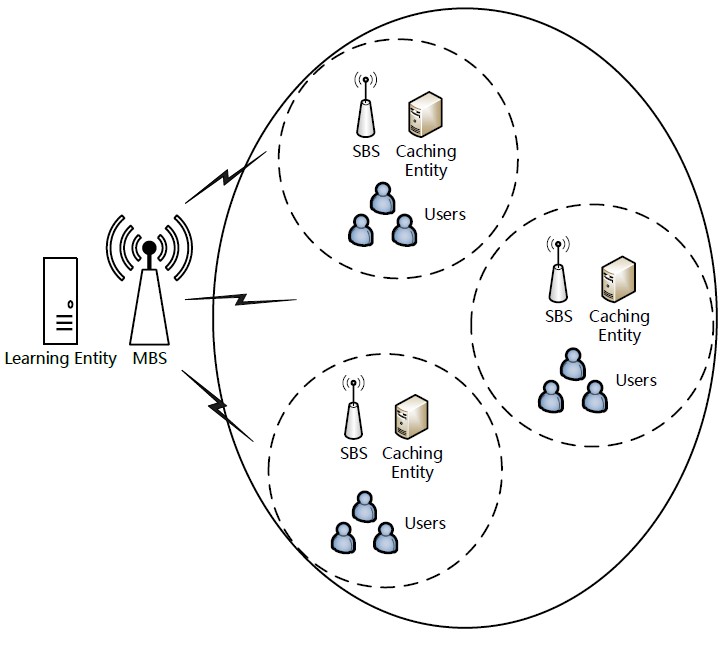 SBS
Caching
Entity
Users
SBS
Caching
Entity
Users
Learning Entity
MBS
SBS
Caching
Entity
Users